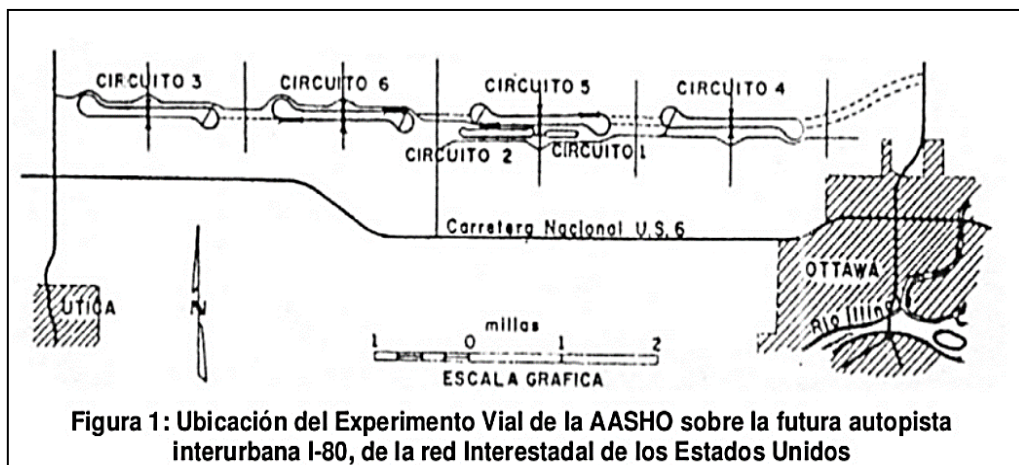 CIRCUITO 3
CIRCUITO 6
CIRCUITO 5
CIRCUITO 4
CIRCUITO 2
CIRCUITO 1
Carretera Nacional U.S.6
OTTAWA
UTICA
N
Río Illino
millas
1 0 1 2
ESCALA GRAFICA
Figura 1: Ubicación del Experimento Vial de la AASHO sobre la futura autopista
interurbana I-80, de la red Interestadal de los Estados Unidos